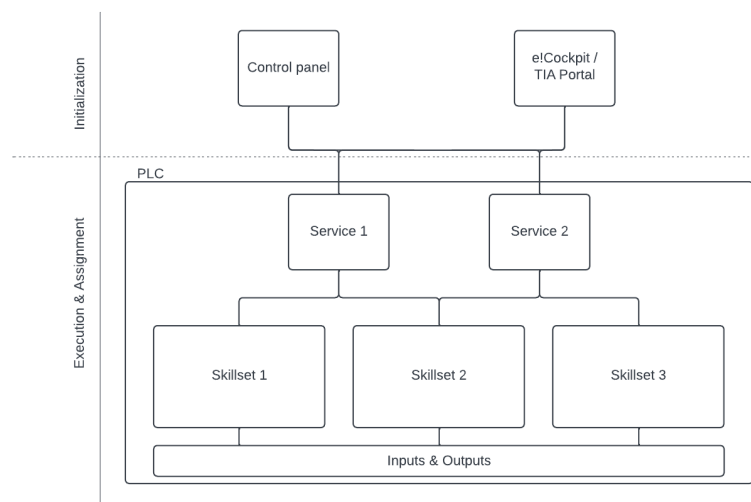 Initialization
Control panel
e!Cockpit /
TIA Portal
PLC
Execution & Assignment
Service 1
Service 2
Skillset 1
Skillset 2
Skillset 3
Inputs & Outputs